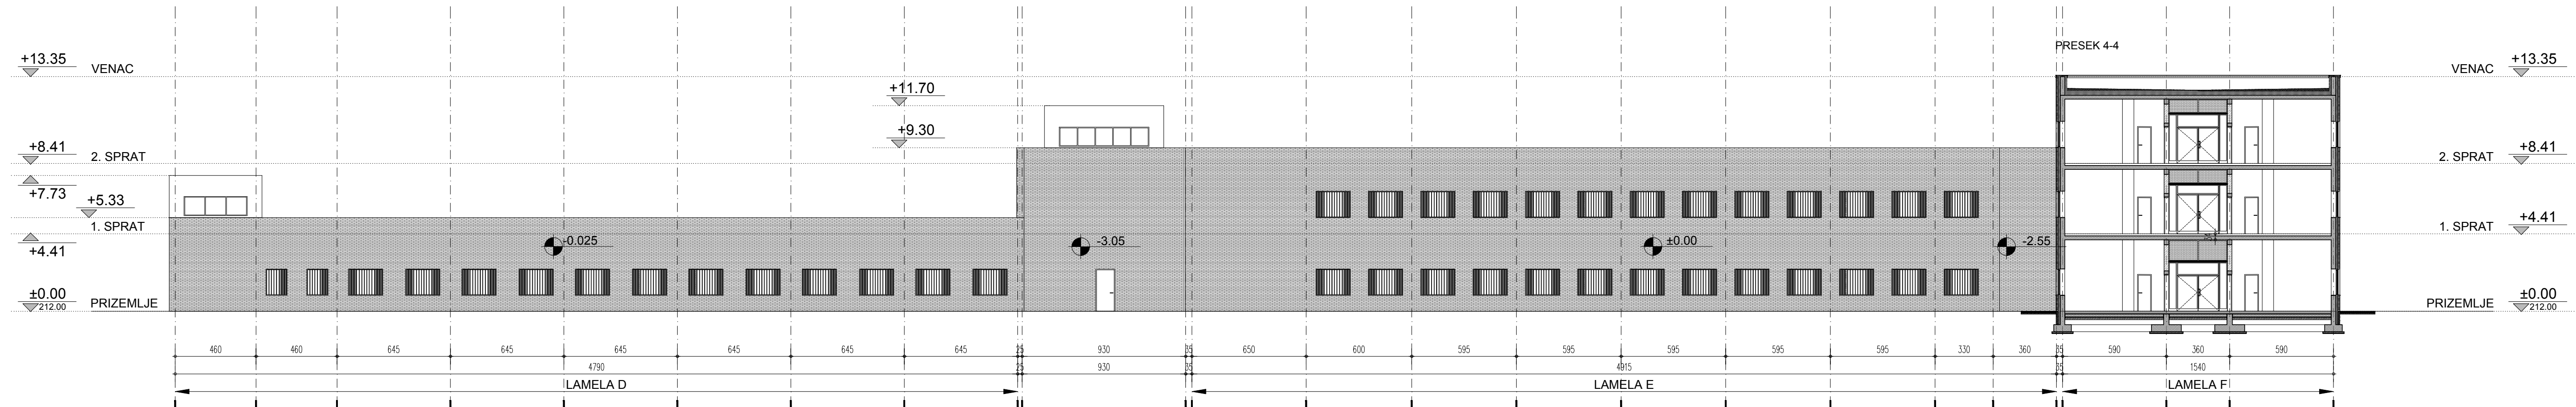 PRESEK 4-4
+13.35 VENAC
VENAC +13.35
+11.70
+9.30
+8.41 2. SPRAT
2. SPRAT +8.41
+7.73
+5.33
1. SPRAT
+4.41
1. SPRAT +4.41
-0.025 -3.05 ±0.00 -2.55
±0.00
212.00 PRIZEMLJE
PRIZEMLJE ±0.00
212.00
460 460 645 645 645 645 645 645 25 930 35 650 600 595 595 595 595 595 330 360 35 590 360 590
4790 25 930 35 4915 35 1540
LAMELA D LAMELA E LAMELA F